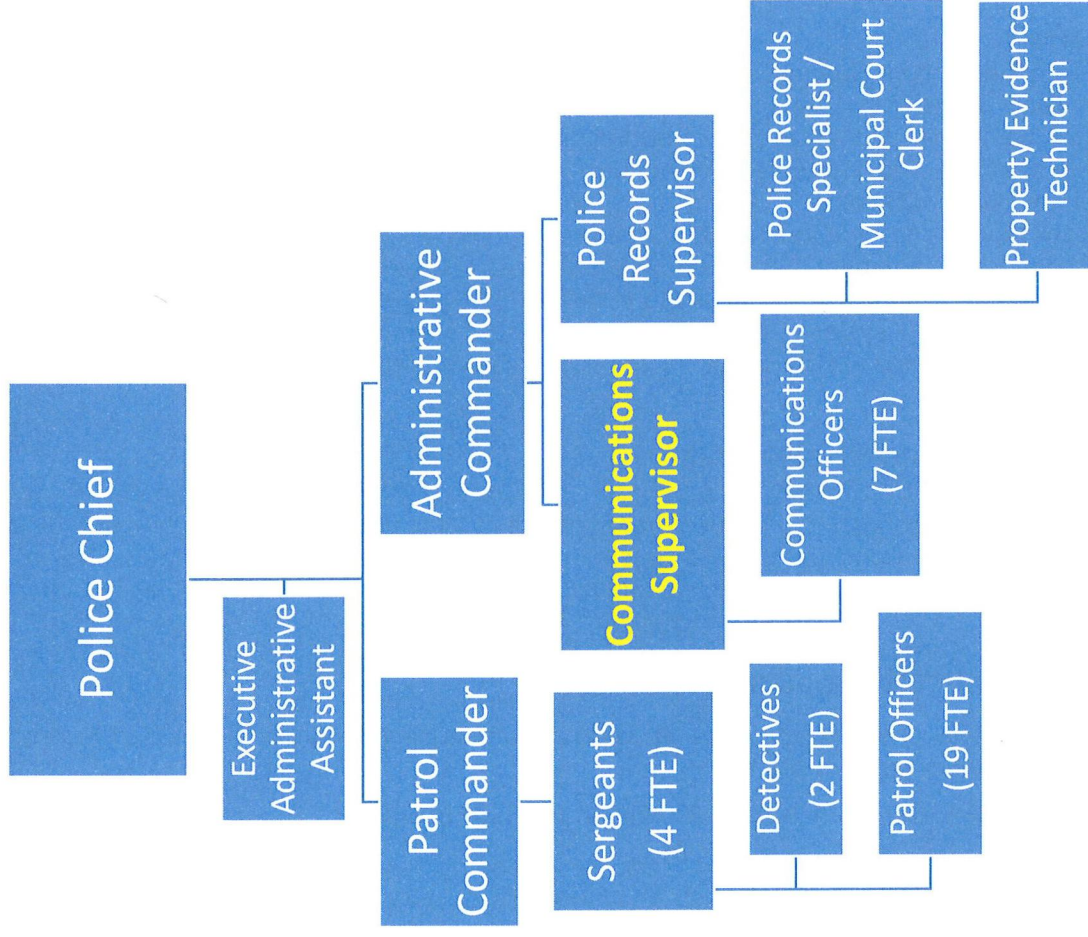 Police Chief
Executive
Administrative
Assistant
Patrol
Commander
Administrative
Commander
Sergeants
(4 FTE)
Communications
Supervisor
Police
Records
Supervisor
Detectives
(2 FTE)
Patrol Officers
(19 FTE)
Communications
Officers
(7 FTE)
Police Records
Specialist /
Municipal Court
Clerk
Property Evidence
Technician